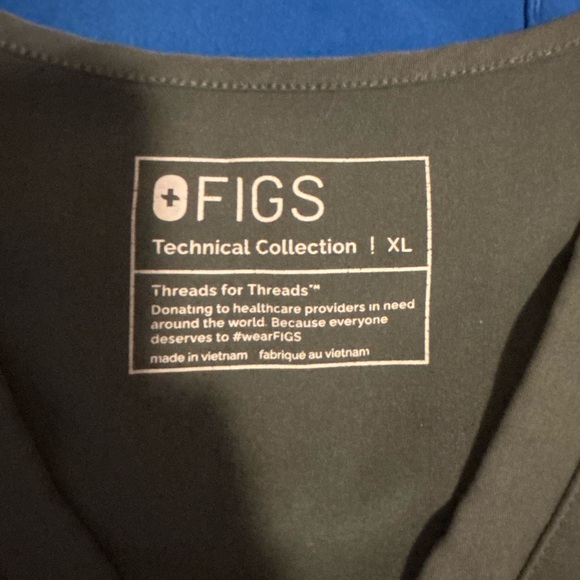 FIGS
Technical Collection | XL
Threads for Threads™
Donating to healthcare providers in need
around the world. Because everyone
deserves to #wearFIGS
made in vietnam fabriqué au vietnam